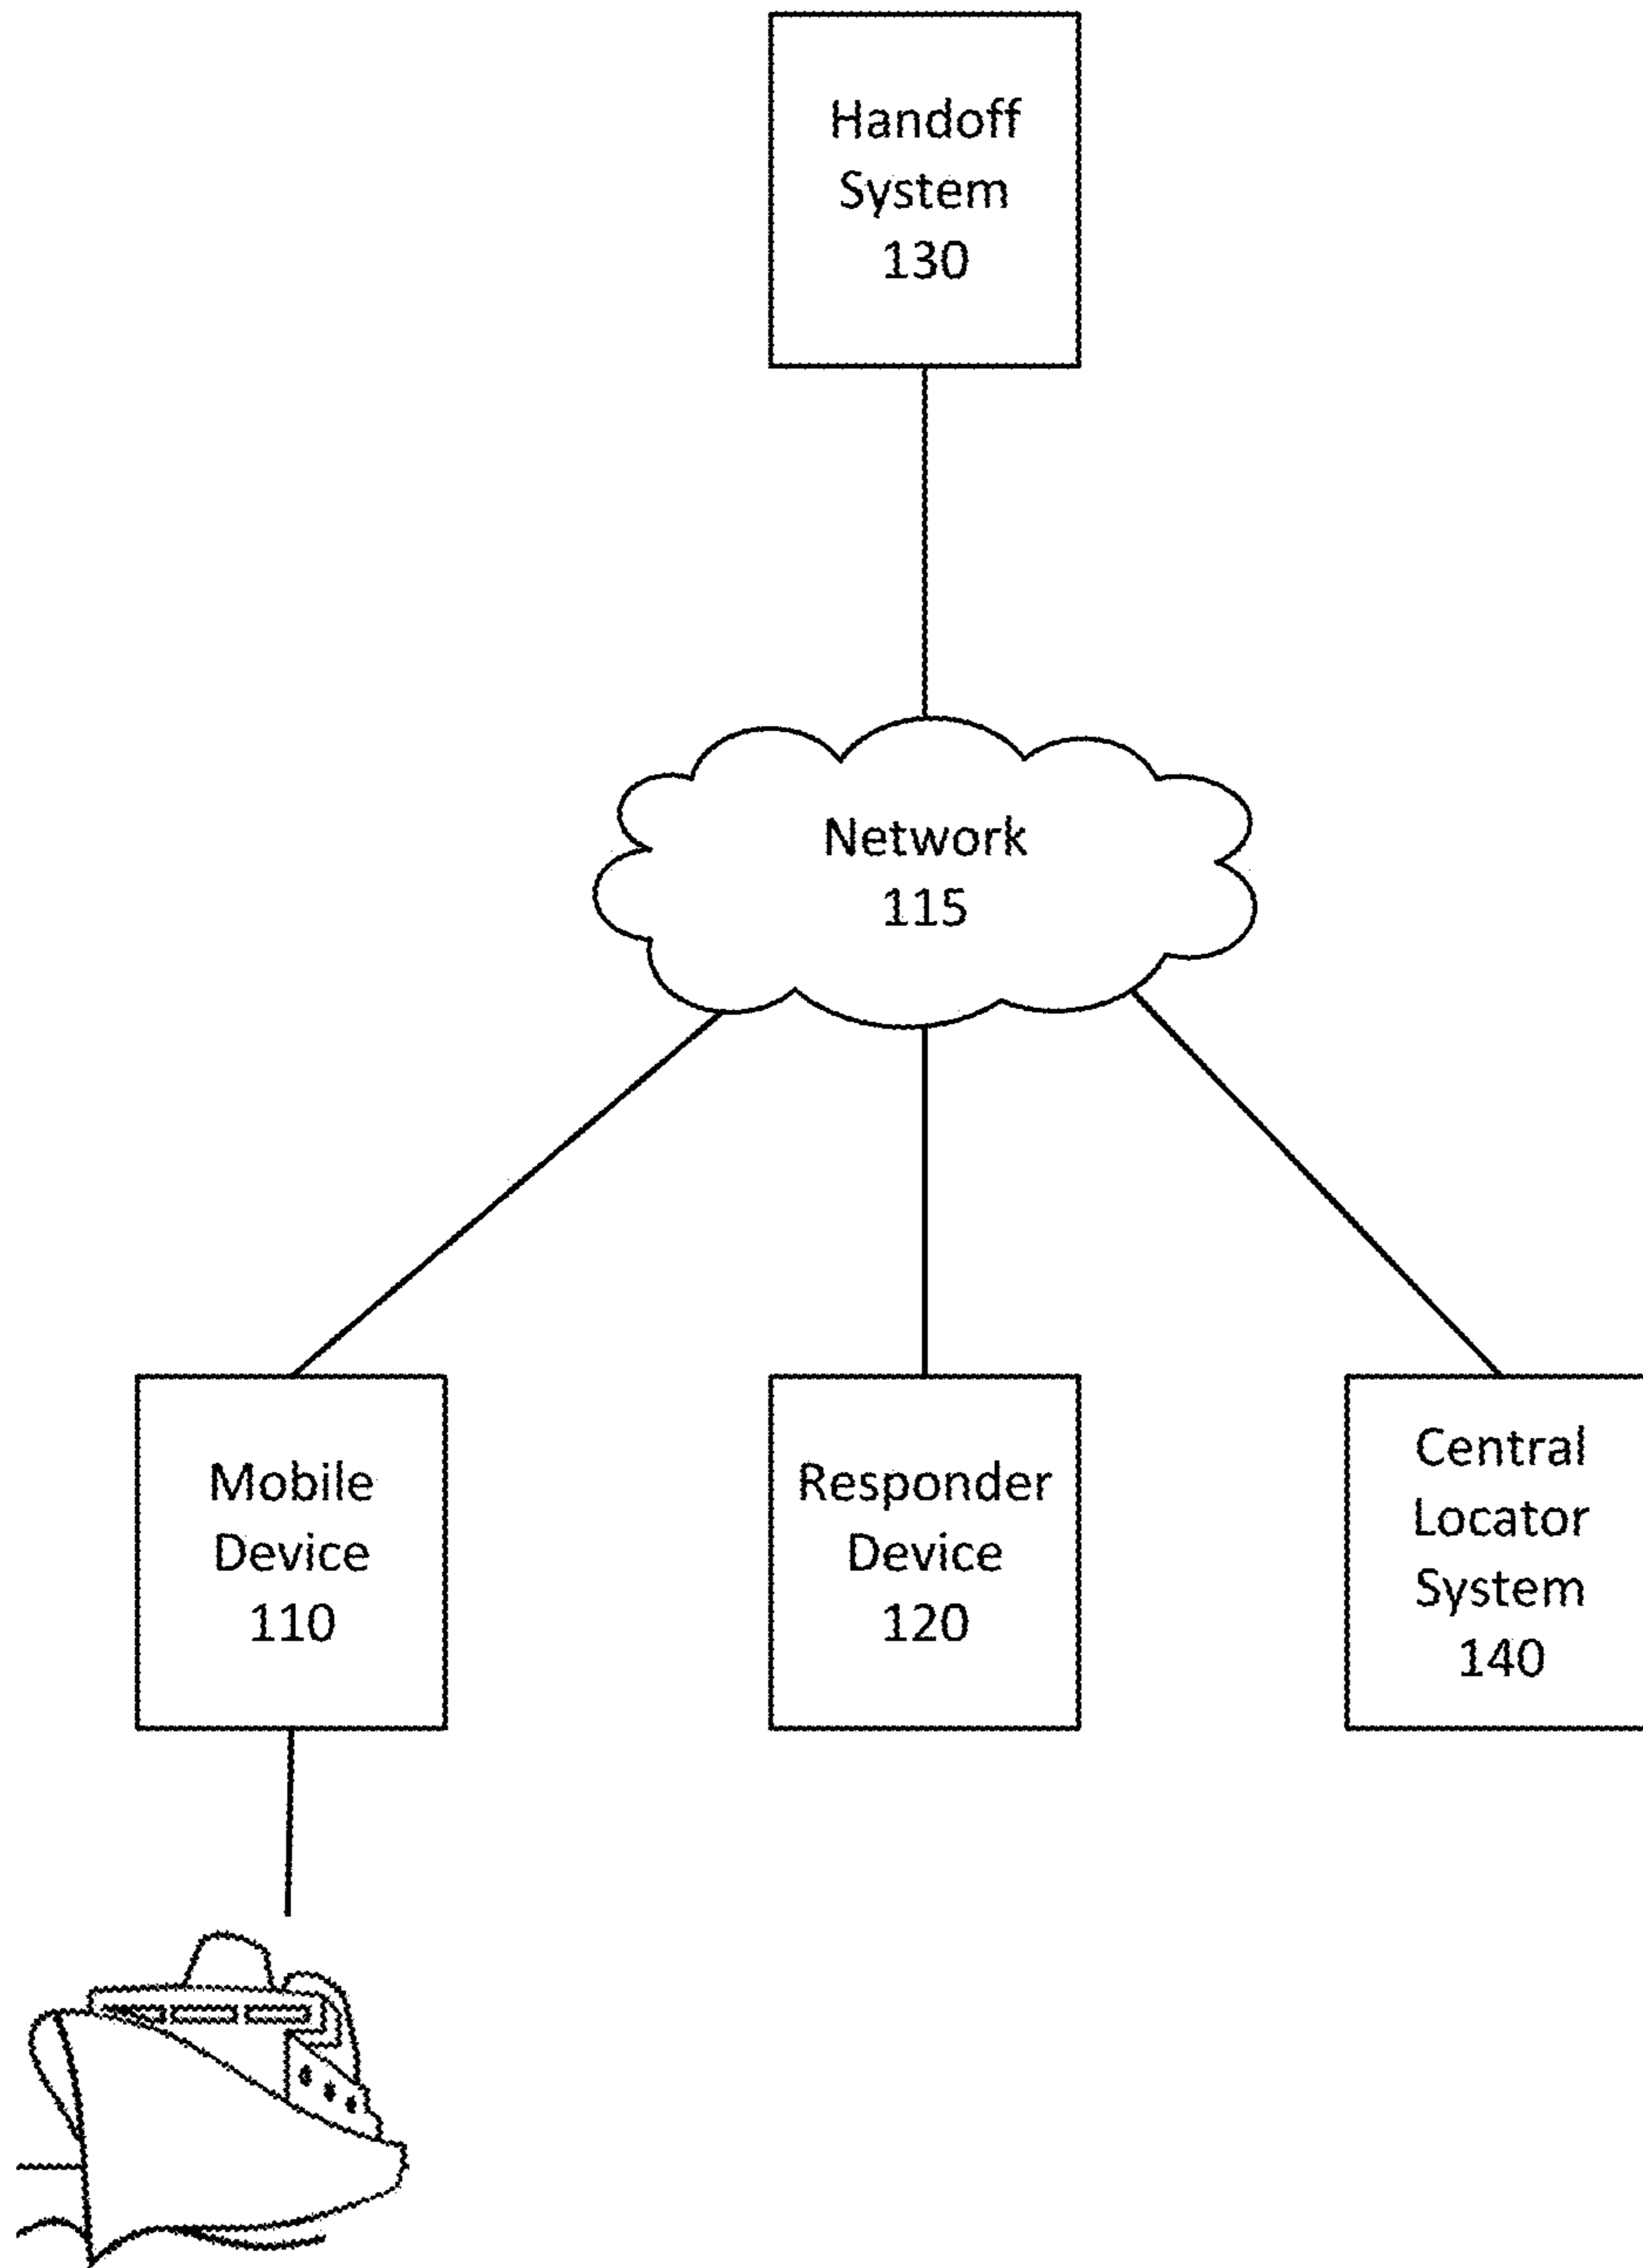 Handoff
System
130
Network
115
Mobile
Device
110
Responder
Device
120
Central
Locator
System
140